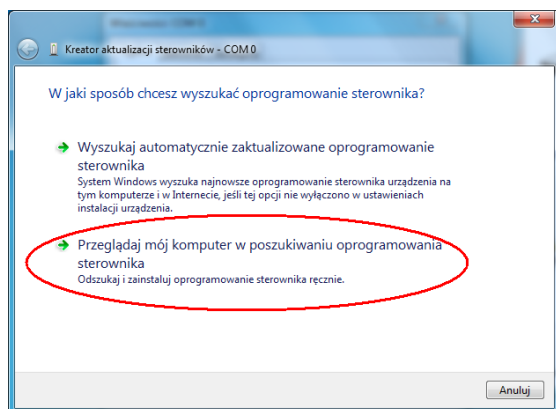 Kreator aktualizacji sterowników - COM 0
W jaki sposób chcesz wyszukać oprogramowanie sterownika?
Wyszukaj automatycznie zaktualizowane oprogramowanie
sterownika
System Windows wyszuka najnowsze oprogramowanie sterownika urządzenia na
tym komputerze i w Internecie, jeśli tej opcji nie wyłączono w ustawieniach
instalacji urządzenia.
Przeglądaj mój komputer w poszukiwaniu oprogramowania
sterownika
Odszukaj i zainstaluj oprogramowanie sterownika ręcznie.
Anuluj